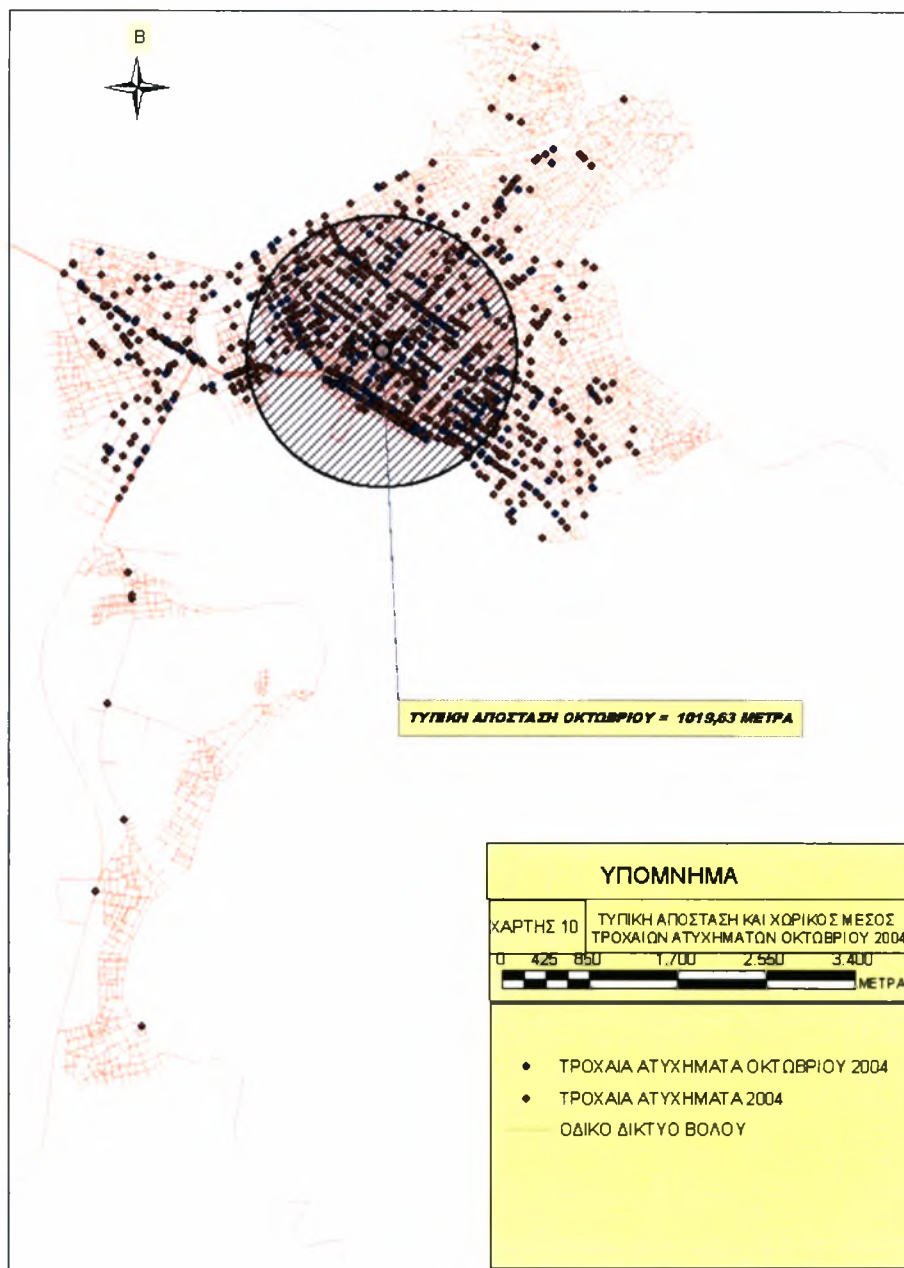 Β
ΤΥΠΙΚΗ ΑΠΟΣΤΑΣΗ ΟΚΤΩΒΡΙΟΥ = 1019,63 ΜΕΤΡΑ
ΥΠΟΜΝΗΜΑ
ΧΑΡΤΗΣ 10
ΤΥΠΙΚΗ ΑΠΟΣΤΑΣΗ ΚΑΙ ΧΩΡΙΚΟΣ ΜΕΣΟΣ
ΤΡΟΧΑΙΩΝ ΑΤΥΧΗΜΑΤΩΝ ΟΚΤΩΒΡΙΟΥ 2004
0 425 850 1.700 2.550 3.400
ΜΕΤΡΑ
ΤΡΟΧΑΙΑ ΑΤΥΧΗΜΑΤΑ ΟΚΤΩΒΡΙΟΥ 2004
ΤΡΟΧΑΙΑ ΑΤΥΧΗΜΑΤΑ 2004
ΟΔΙΚΟ ΔΙΚΤΥΟ ΒΟΛΟΥ